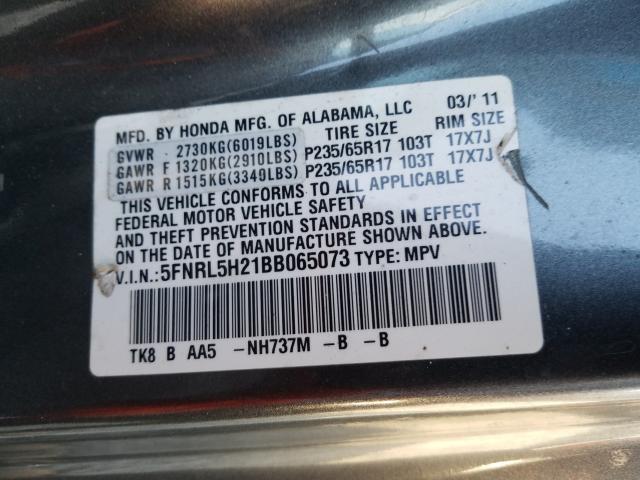 MFD. BY HONDA MFG. OF ALABAMA, LLC 03/'11
TIRE SIZE RIM SIZE
GVWR 2730KG(6019LBS)
GAWR F 1320KG(2910LBS) P235/65R17 103T 17X7J
GAWR R 1515KG(3340LBS) P235/65R17 103T 17X7J
THIS VEHICLE CONFORMS TO ALL APPLICABLE
FEDERAL MOTOR VEHICLE SAFETY
AND THEFT PREVENTION STANDARDS IN EFFECT
ON THE DATE OF MANUFACTURE SHOWN ABOVE.
V.I.N.:5FNRL5H21BB065073 TYPE: MPV
TK8 B AA5 -NH737M -B -B